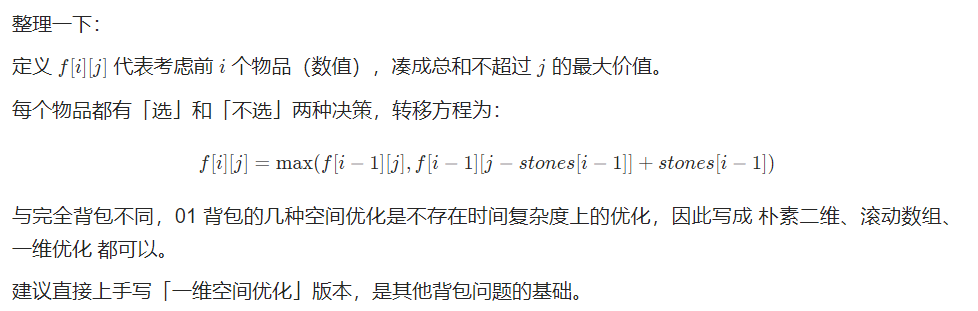 整理一下：
定义 f[i][j] 代表考虑前 i 个物品（数值），凑成总和不超过 j 的最大价值。
每个物品都有「选」和「不选」两种决策，转移方程为：
f[i][j] = max(f[i − 1][j], f[i − 1][j − stones[i − 1]] + stones[i − 1])
与完全背包不同，01 背包的几种空间优化是不存在时间复杂度上的优化，因此写成 朴素二维、滚动数组、
一维优化 都可以。
建议直接上手写「一维空间优化」版本，是其他背包问题的基础。